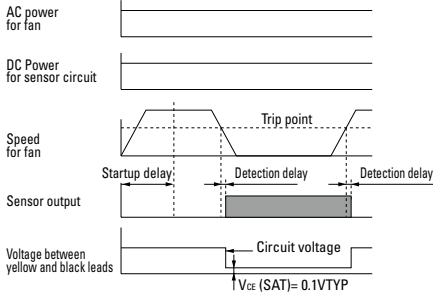 AC power
for fan
DC Power
for sensor circuit
Trip point
Speed
for fan
Startup delay
Detection delay
Detection delay
Sensor output
Circuit voltage
Voltage between
yellow and black leads
VCE (SAT)= 0.1VTYP